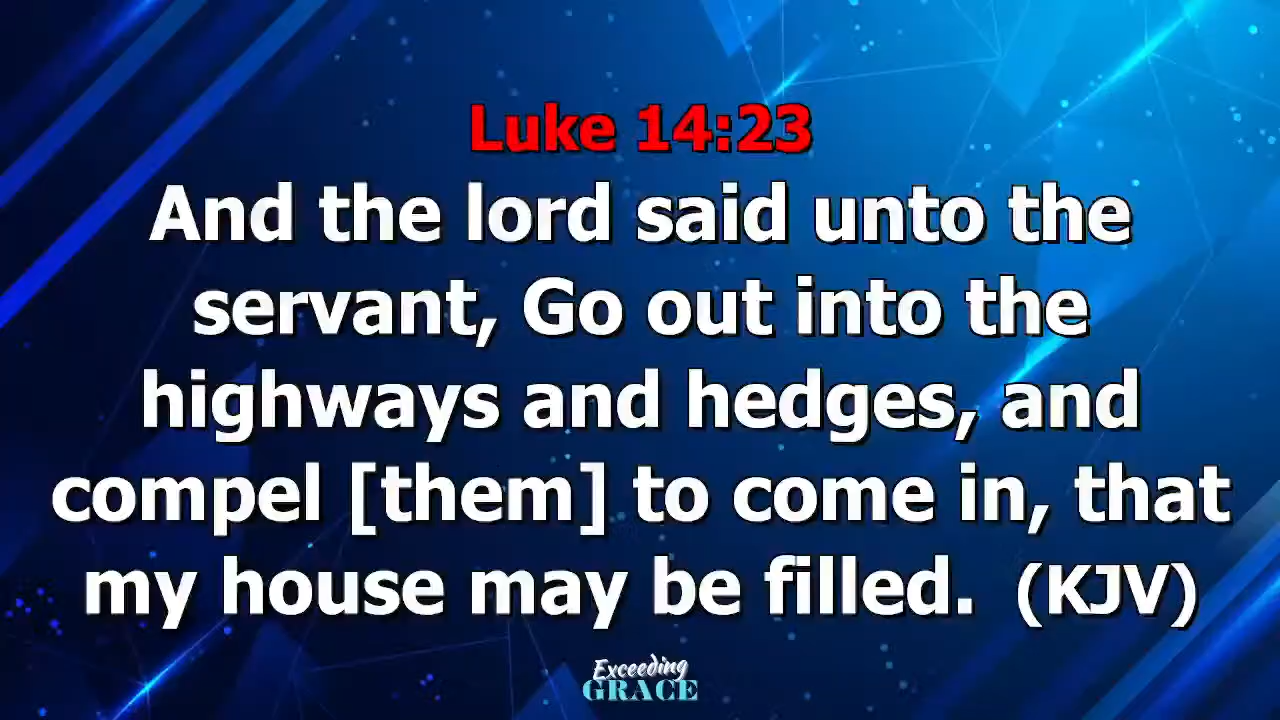 Luke 14:23
And the lord said unto the
servant, Go out into the
highways and hedges, and
compel [them] to come in, that
my house may be filled.  (KJV)
Exceeding
GRACE